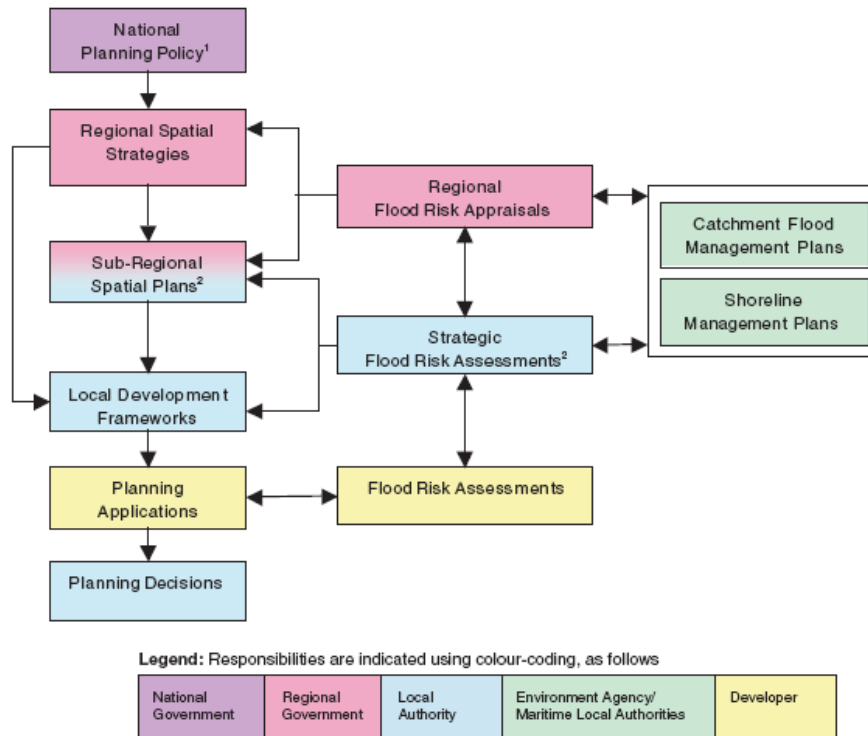 National
Planning Policy¹
Regional Spatial
Strategies
Regional
Flood Risk Appraisals
Catchment Flood
Management Plans
Sub-Regional
Spatial Plans²
Shoreline
Management Plans
Strategic
Flood Risk Assessments²
Local Development
Frameworks
Planning
Applications
Flood Risk Assessments
Planning Decisions
Legend: Responsibilities are indicated using colour-coding, as follows
National
Government
Regional
Government
Local
Authority
Environment Agency/
Maritime Local Authorities
Developer